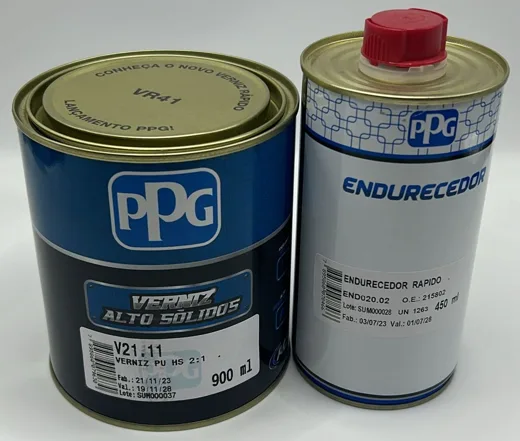 CONHEÇA O NOVO VERNIZ RÁPIDO
VR41
LANÇAMENTO PPG!
PPG
VERNIZ
ALTO SÓLIDOS
V21.11
VERNIZ PU HS 2:1
900 ml
Fab.: 21/11/23
Val.: 19/11/28
Lote: SUM000037
PPG
ENDURECEDOR
ENDURECEDOR RAPIDO
END020.02 O.E.: 215802
Lote: SUM000026 UN 1263 450 ml
Fab.: 03/07/23 Val.: 01/07/28